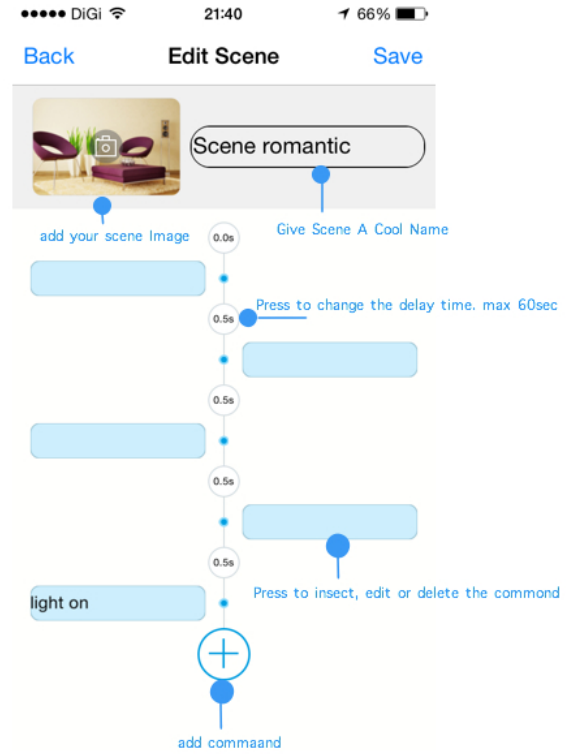 DiGi 21:40 66%
Back Edit Scene Save
Scene romantic
add your scene Image
Give Scene A Cool Name
0.0s
Press to change the delay time. max 60sec
0.5s
0.5s
0.5s
0.5s
Press to insect, edit or delete the commond
light on
add commaand